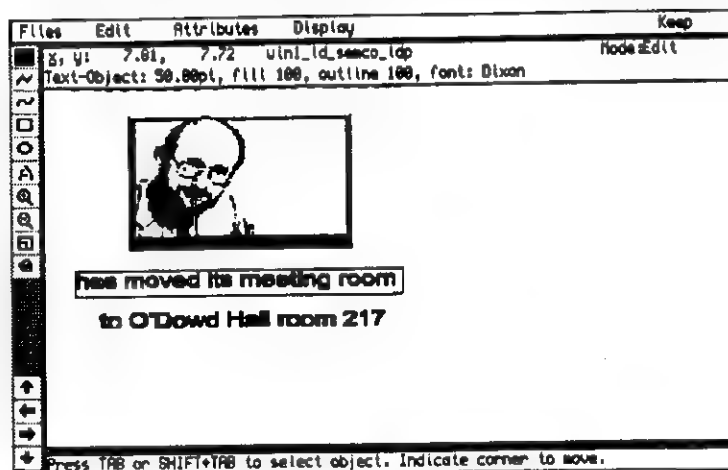 Files Edit Attributes Display Keep
x, y: 7.81, 7.72 win1_ld_semco_ldp Mode:Edit
Text-Object: 50.00pt, fill 100, outline 100, font: Dixon
has moved its meeting room
to O'Dowd Hall room 217
Press TAB or SHIFT+TAB to select object. Indicate corner to move.